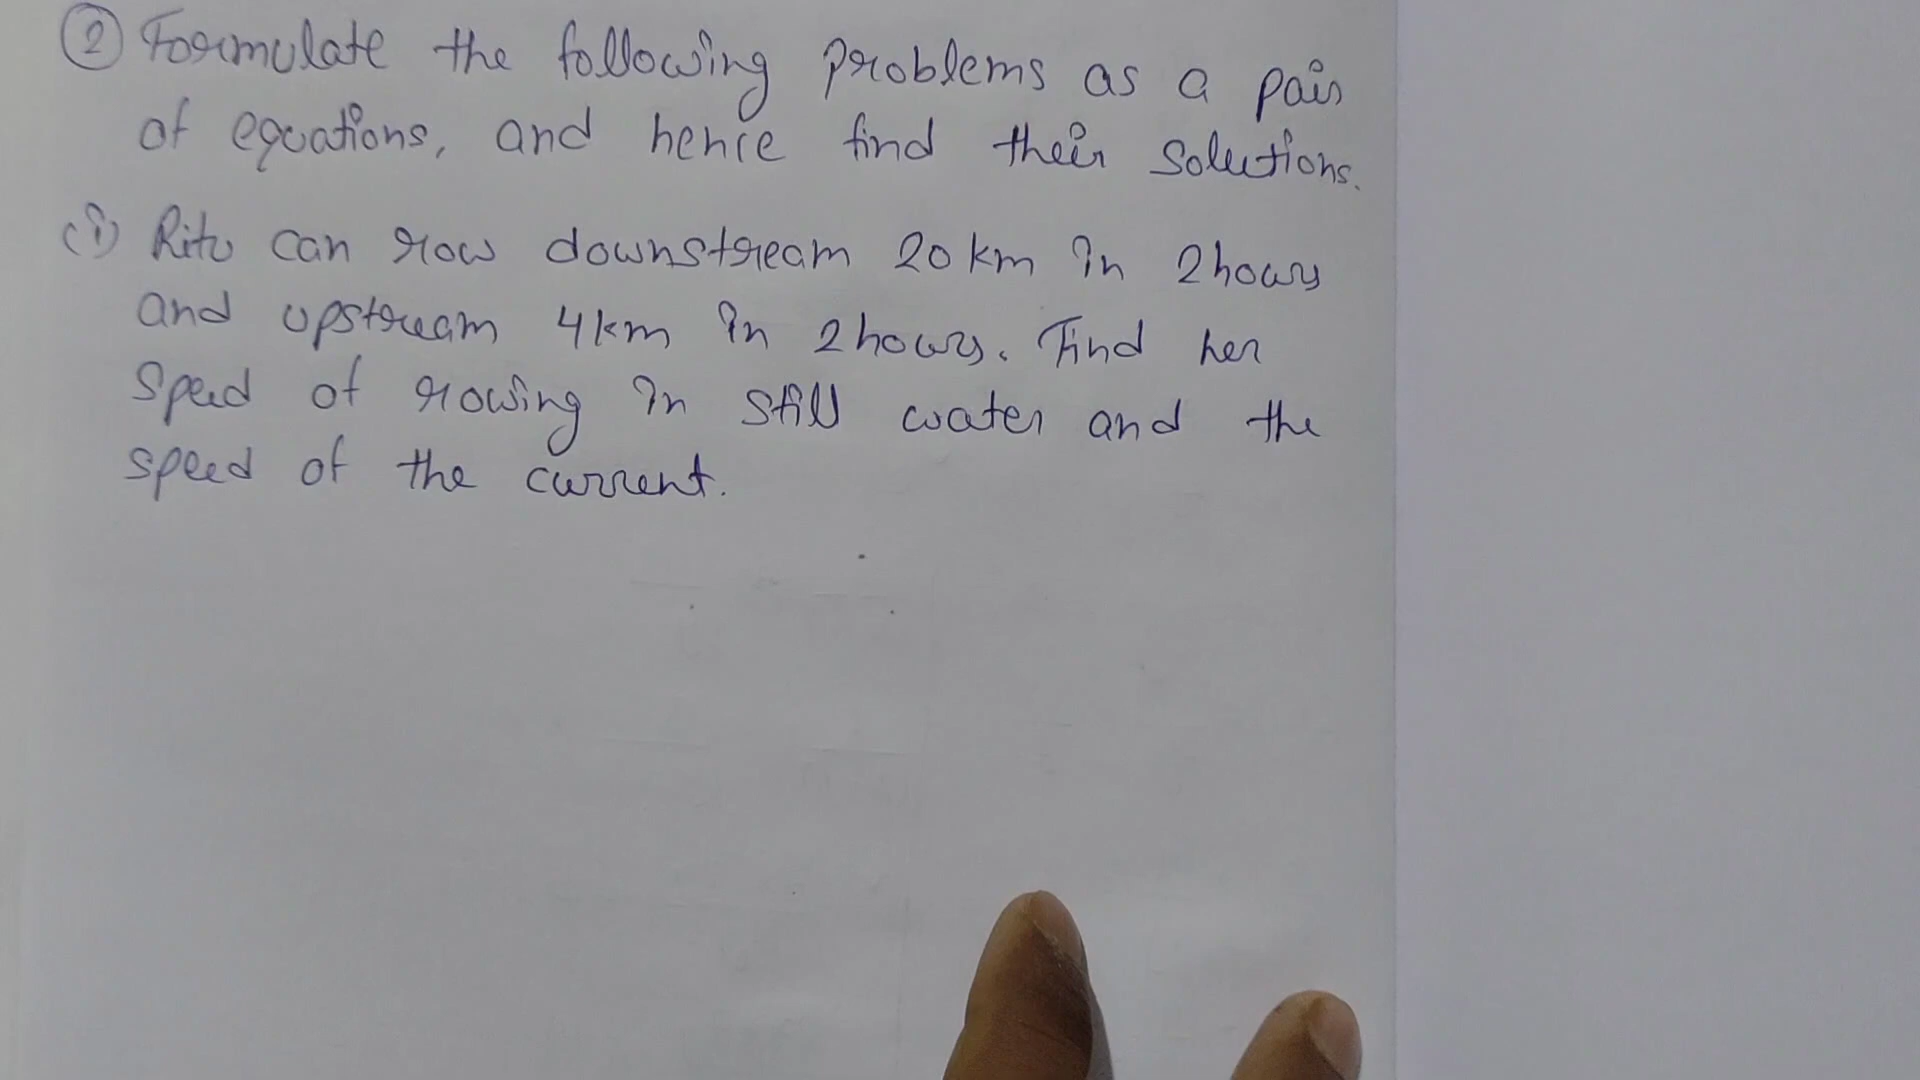 ② Formulate the following problems as a pair
of equations, and hence find their solutions.
(i) Ritu can row downstream 20 km in 2 hours
and upstream 4 km in 2 hours. Find her
speed of rowing in still water and the
speed of the current.